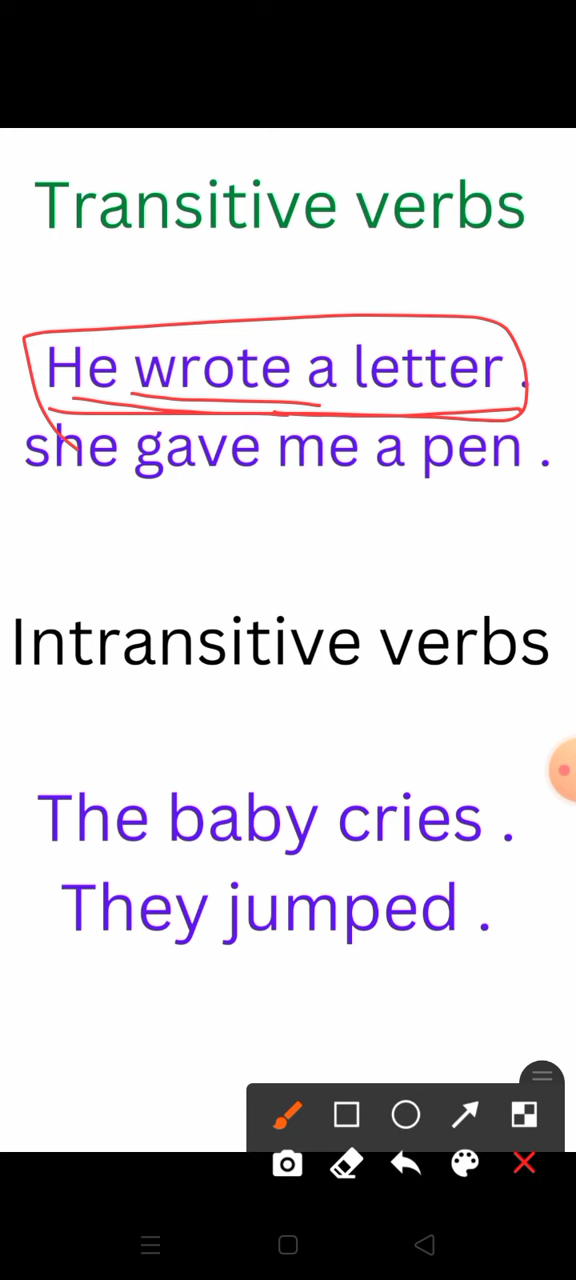 Transitive verbs
He wrote a letter .
she gave me a pen .
Intransitive verbs
The baby cries .
They jumped .